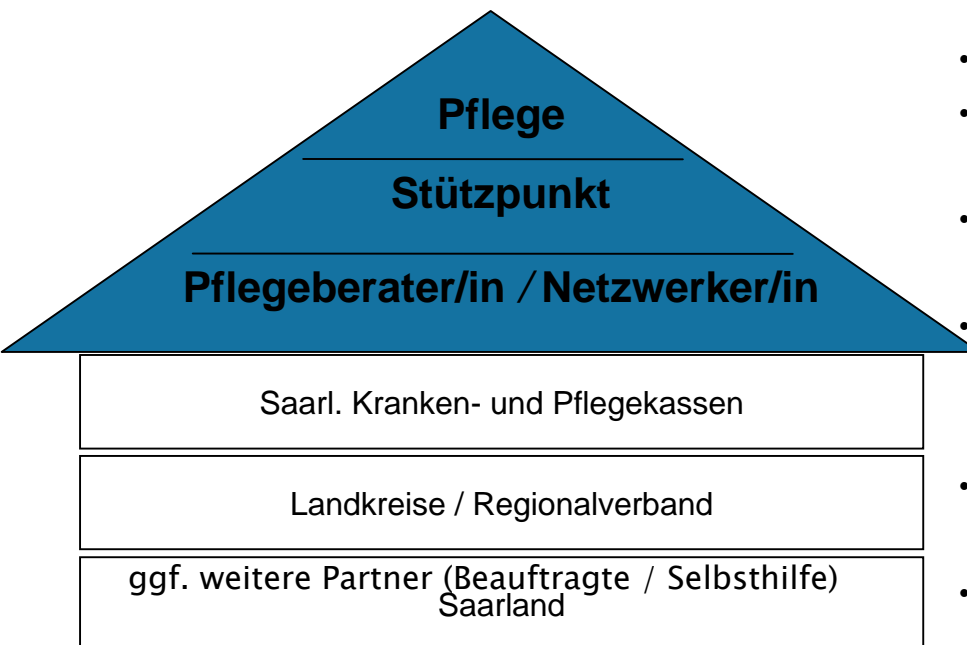 Pflege
Stützpunkt
Pflegeberater/in / Netzwerker/in
Saarl. Kranken- und Pflegekassen
Landkreise / Regionalverband
ggf. weitere Partner (Beauftragte / Selbsthilfe)
Saarland